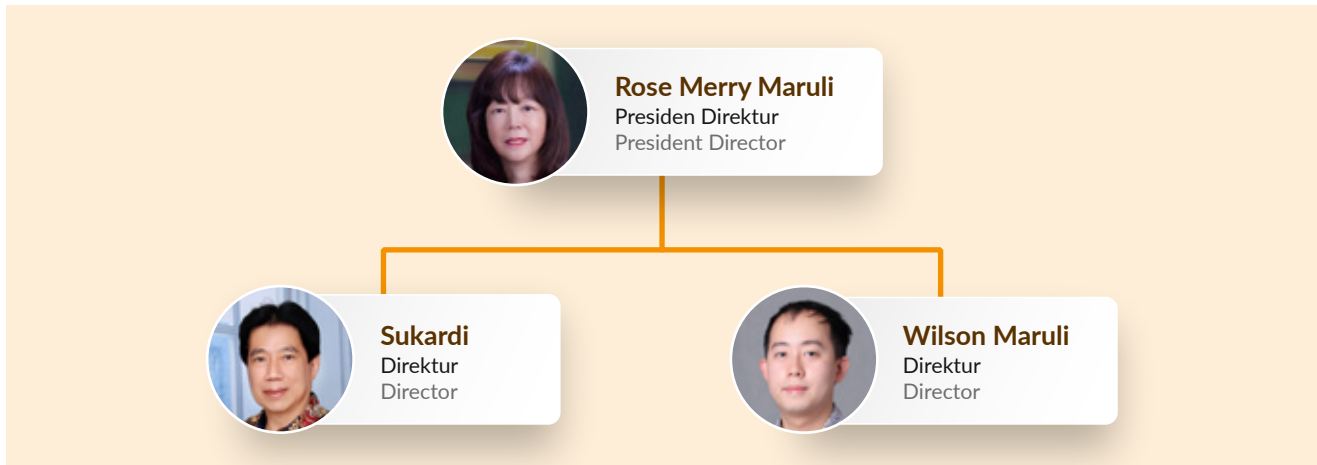 Rose Merry Maruli
Presiden Direktur
President Director
Sukardi
Direktur
Director
Wilson Maruli
Direktur
Director